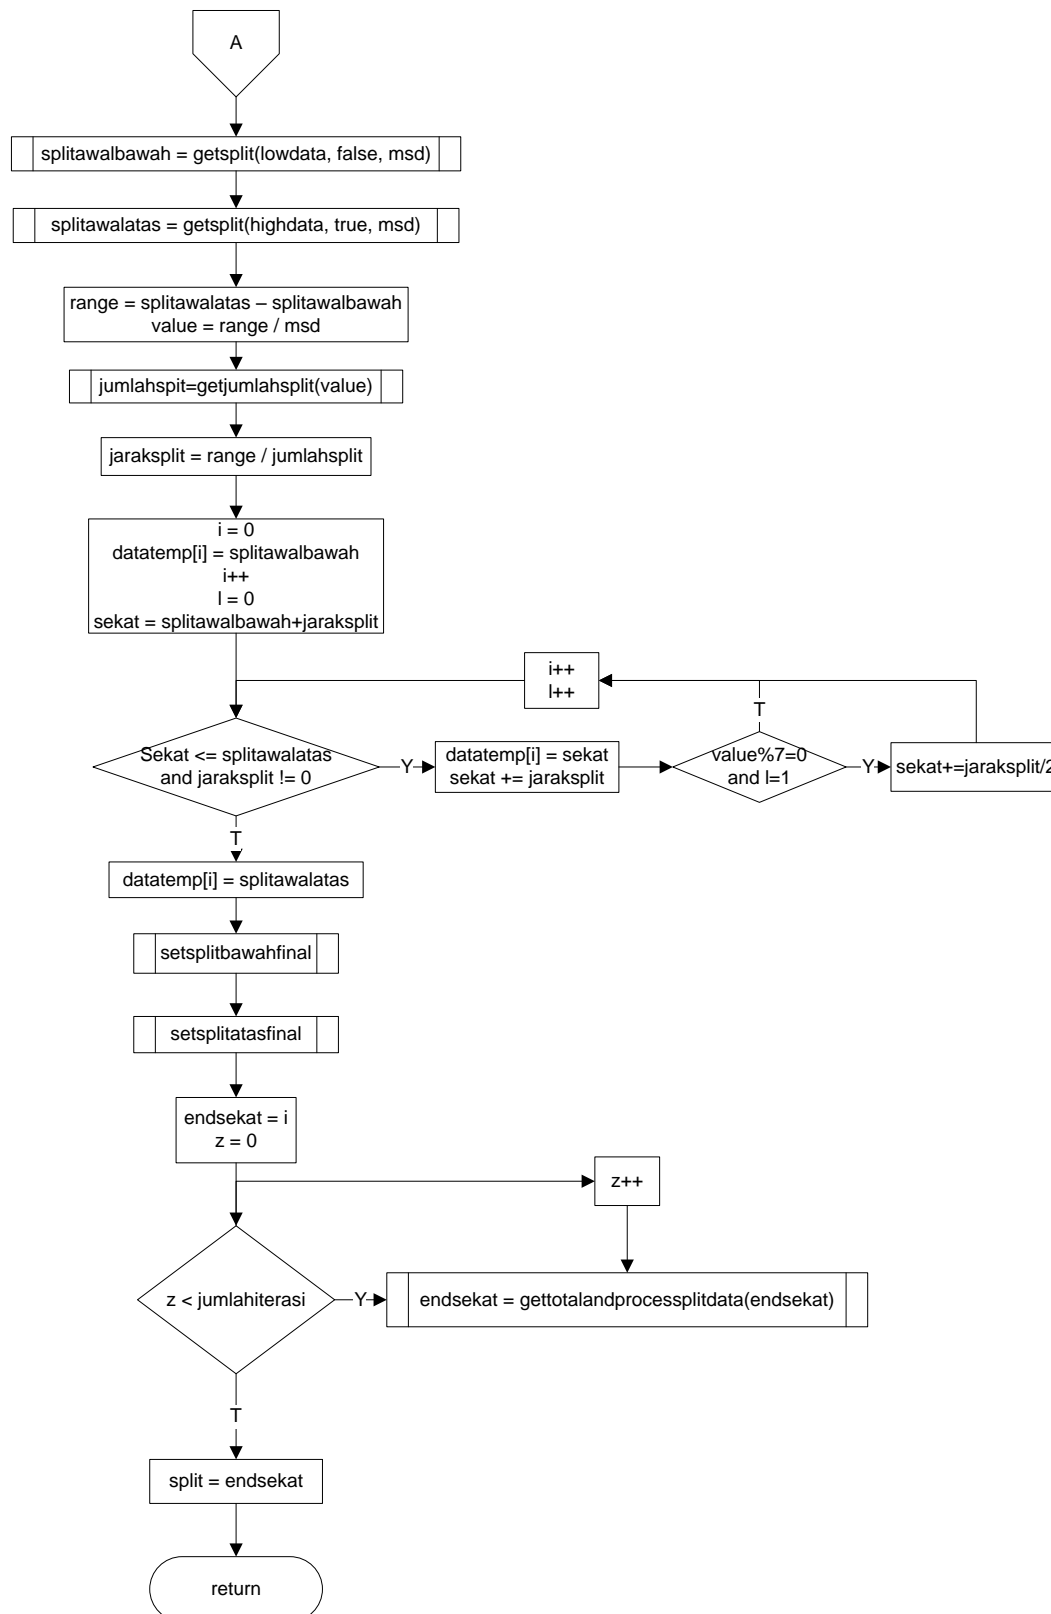 A
splitawalbawah = getsplit(lowdata, false, msd)
splitawalatas = getsplit(highdata, true, msd)
range = splitawalatas – splitawalbawah
value = range / msd
jumlahspit=getjumlahsplit(value)
jaraksplit = range / jumlahsplit
i = 0
datatemp[i] = splitawalbawah
i++
l = 0
sekat = splitawalbawah+jaraksplit
i++
l++
T
Sekat <= splitawalatas
and jaraksplit != 0
Y
datatemp[i] = sekat
sekat += jaraksplit
value%7=0
and l=1
Y
sekat+=jaraksplit/2
T
datatemp[i] = splitawalatas
setsplitbawahfinal
setsplitatasfinal
endsekat = i
z = 0
z++
z < jumlahiterasi
Y
endsekat = gettotalandprocessplitdata(endsekat)
T
split = endsekat
return